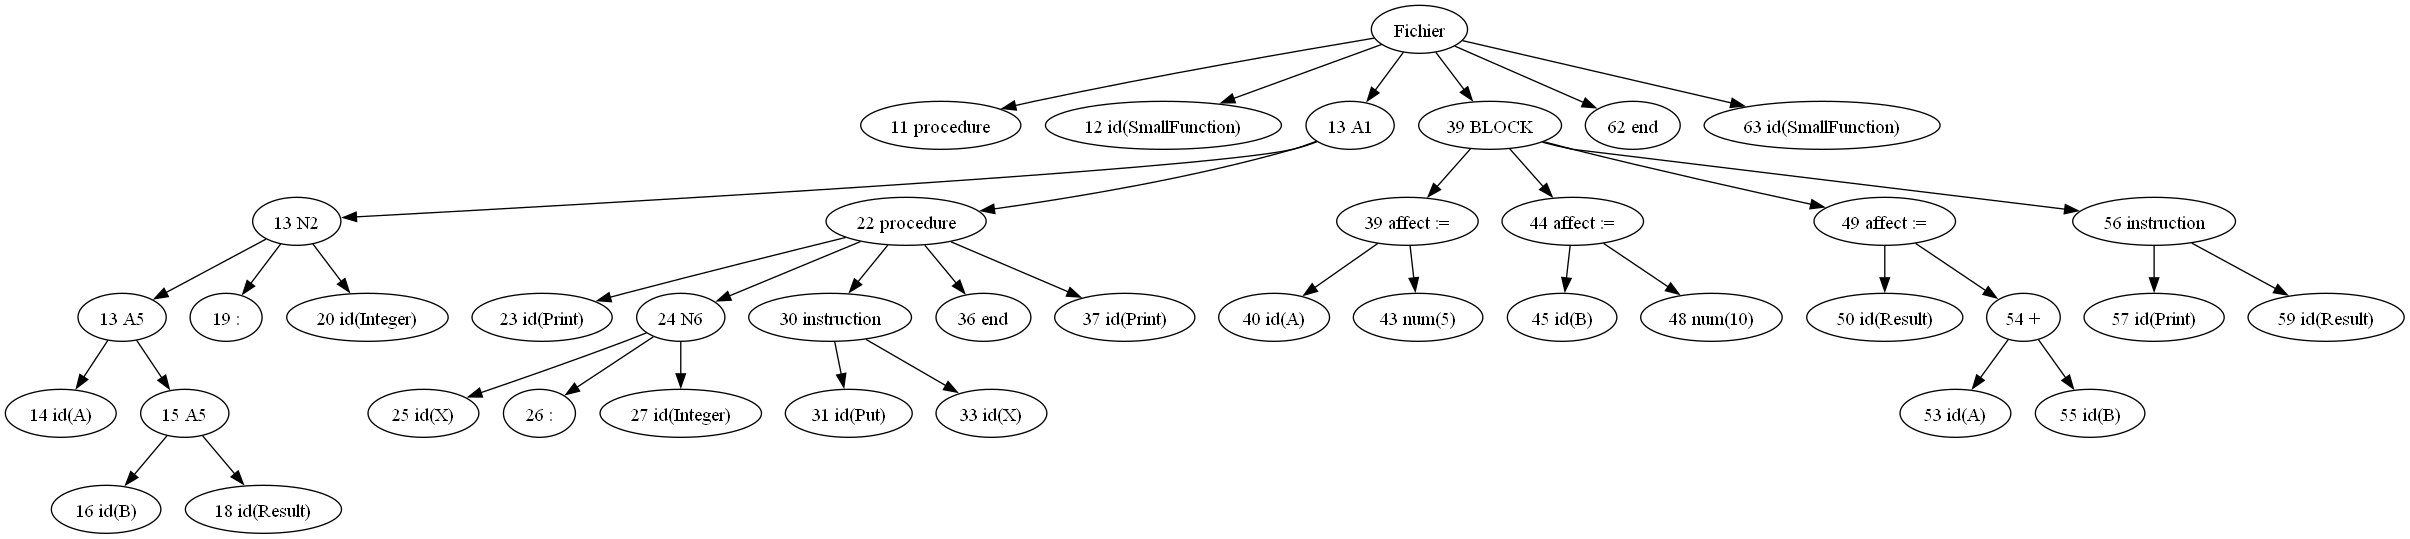 Fichier
11 procedure
12 id(SmallFunction)
13 A1
39 BLOCK
62 end
63 id(SmallFunction)
13 N2
22 procedure
39 affect :=
44 affect :=
49 affect :=
56 instruction
13 A5
19 :
20 id(Integer)
23 id(Print)
24 N6
30 instruction
36 end
37 id(Print)
40 id(A)
43 num(5)
45 id(B)
48 num(10)
50 id(Result)
54 +
57 id(Print)
59 id(Result)
14 id(A)
15 A5
25 id(X)
26 :
27 id(Integer)
31 id(Put)
33 id(X)
53 id(A)
55 id(B)
16 id(B)
18 id(Result)